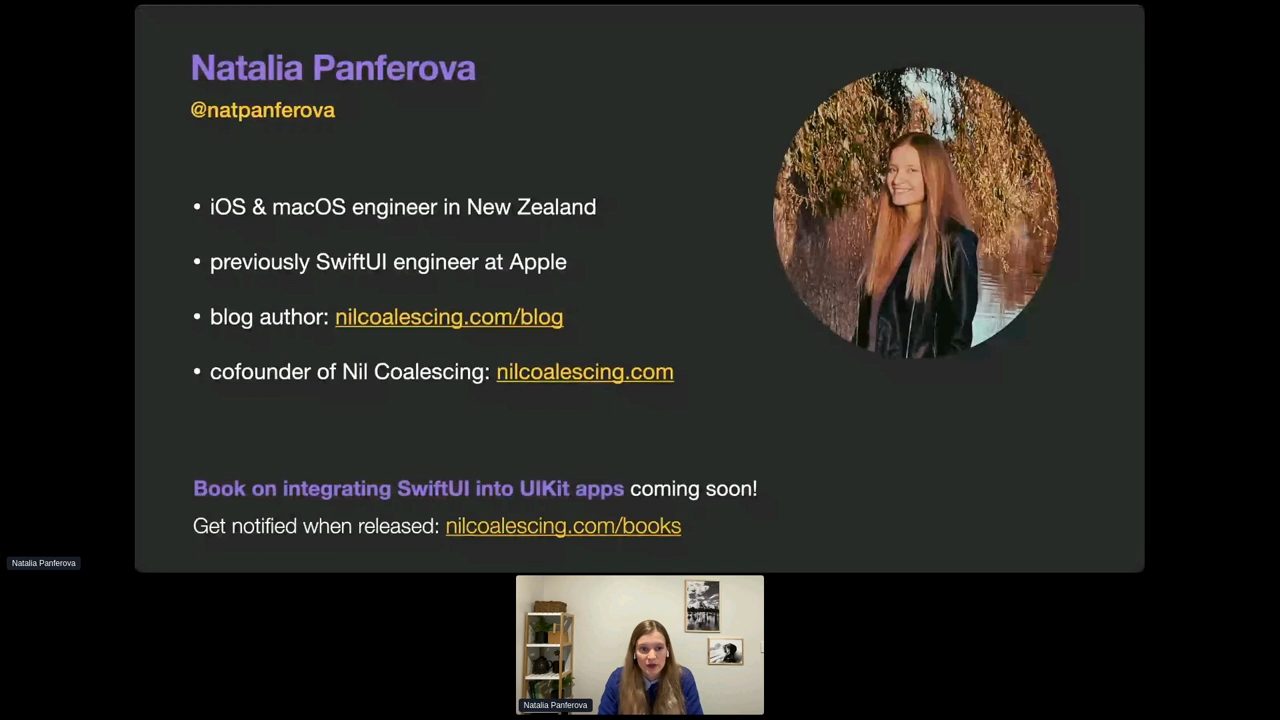 Natalia Panferova
@natpanferova
• iOS & macOS engineer in New Zealand
• previously SwiftUI engineer at Apple
• blog author: nilcoalescing.com/blog
• cofounder of Nil Coalescing: nilcoalescing.com
Book on integrating SwiftUI into UIKit apps coming soon!
Get notified when released: nilcoalescing.com/books
Natalia Panferova
Natalia Panferova